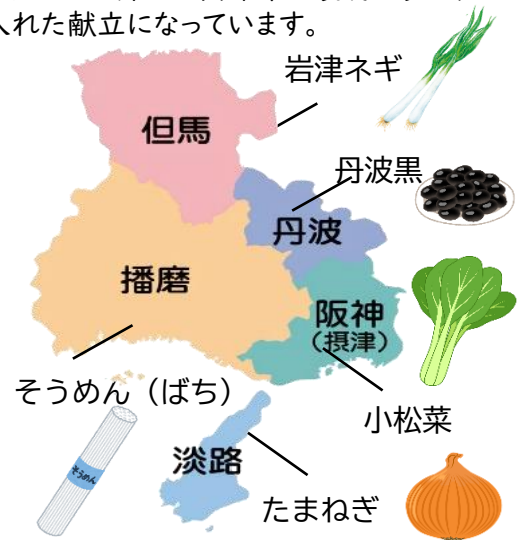 入れた献立になっています。
岩津ネギ
但馬
丹波黒
丹波
播磨
阪神
（摂津）
そうめん（ばち）
小松菜
そうめん
淡路
たまねぎ